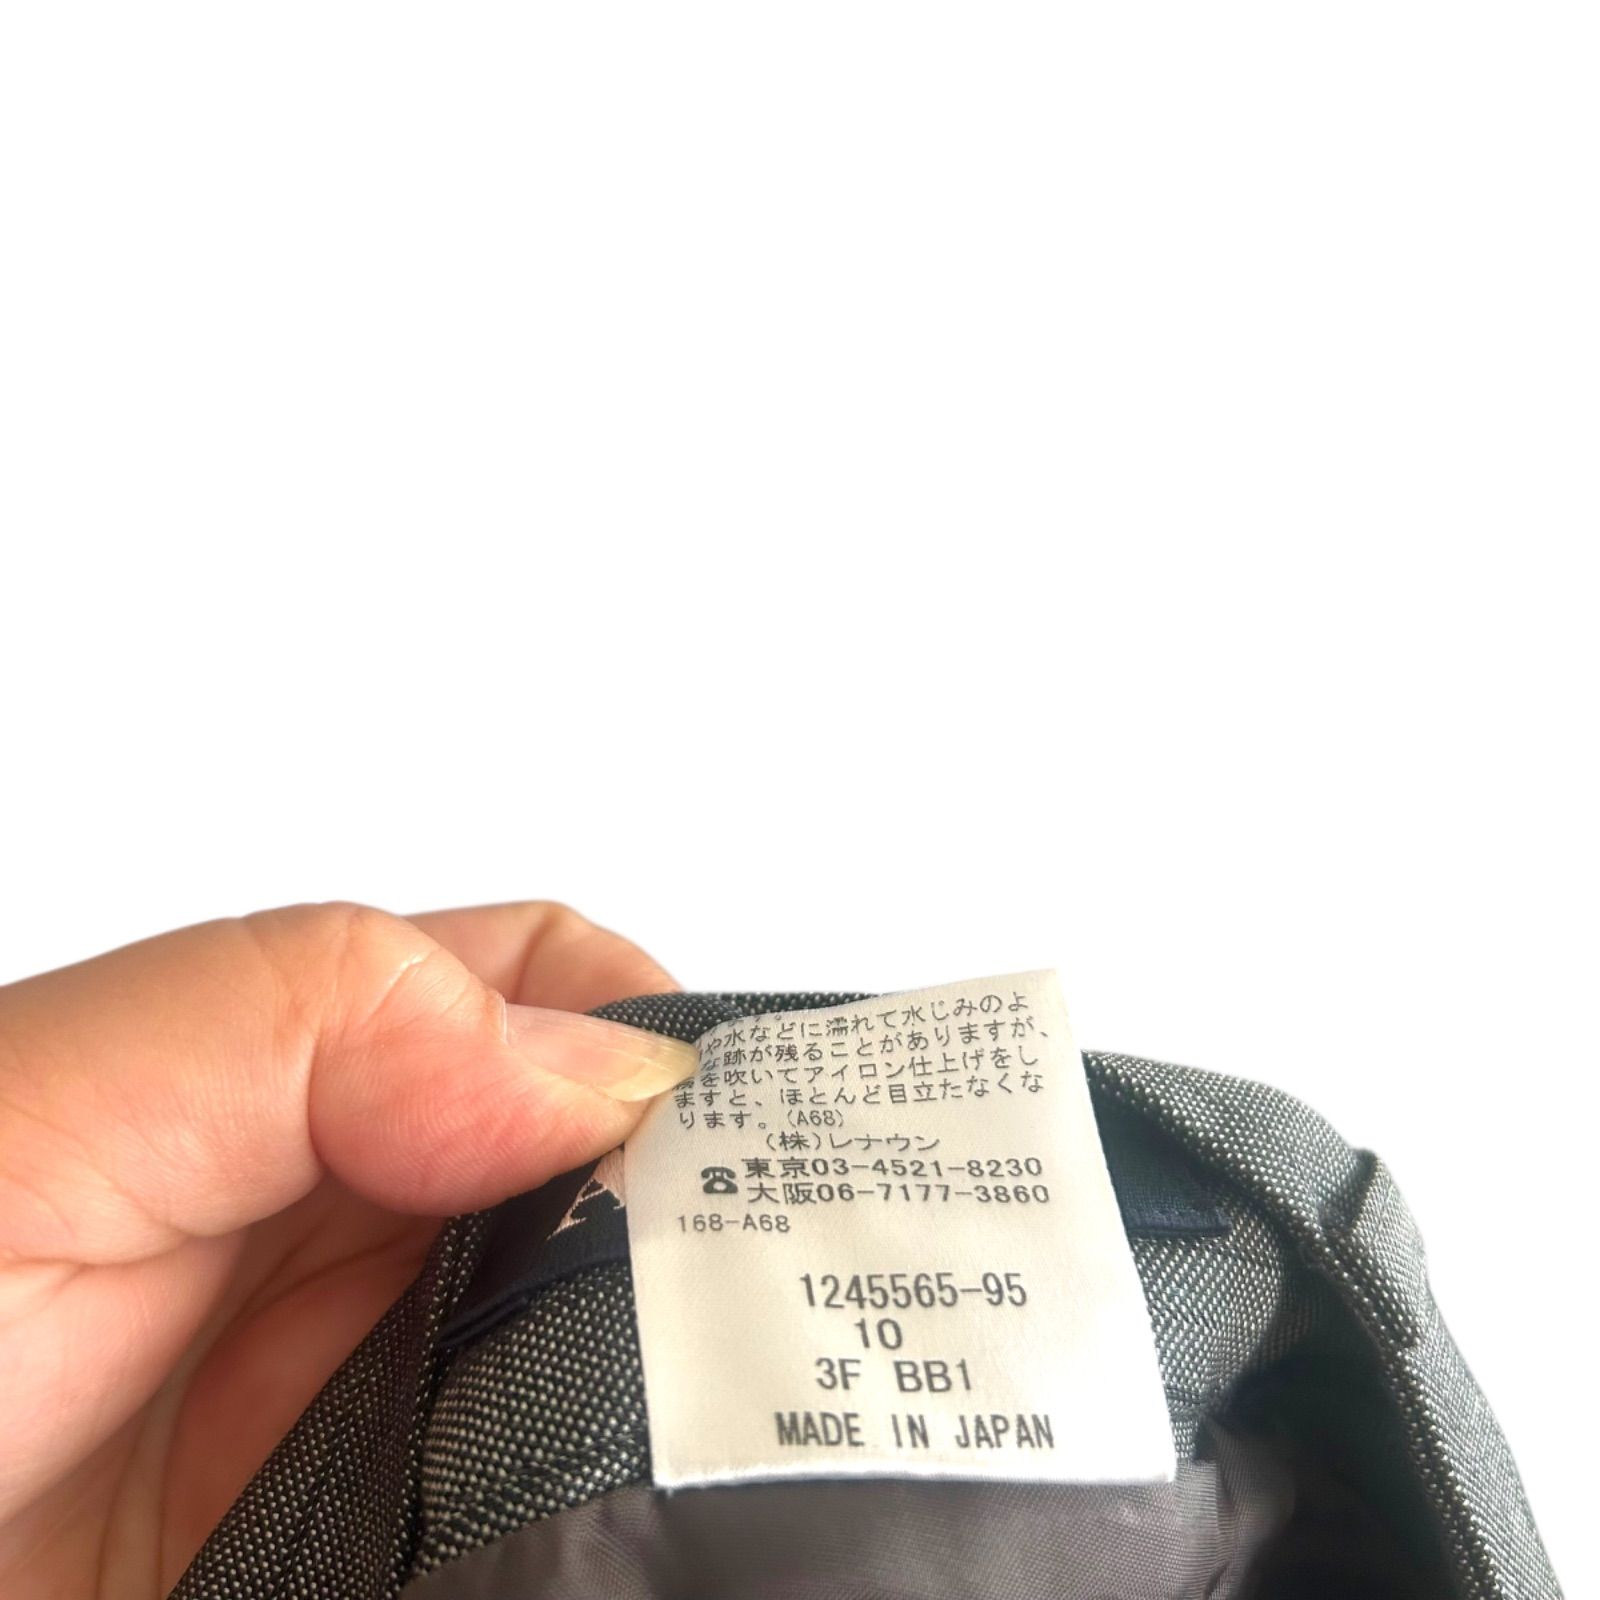 や水などに濡れて水じみのよ
な跡が残ることがありますが、
を吹いてアイロン仕上げをし
ますと、ほとんど目立たなくな
ります。(A68)
(株)レナウン
☎東京03-4521-8230
大阪06-7177-3860
168-A68
1245565-95
10
3F BB1
MADE IN JAPAN
A